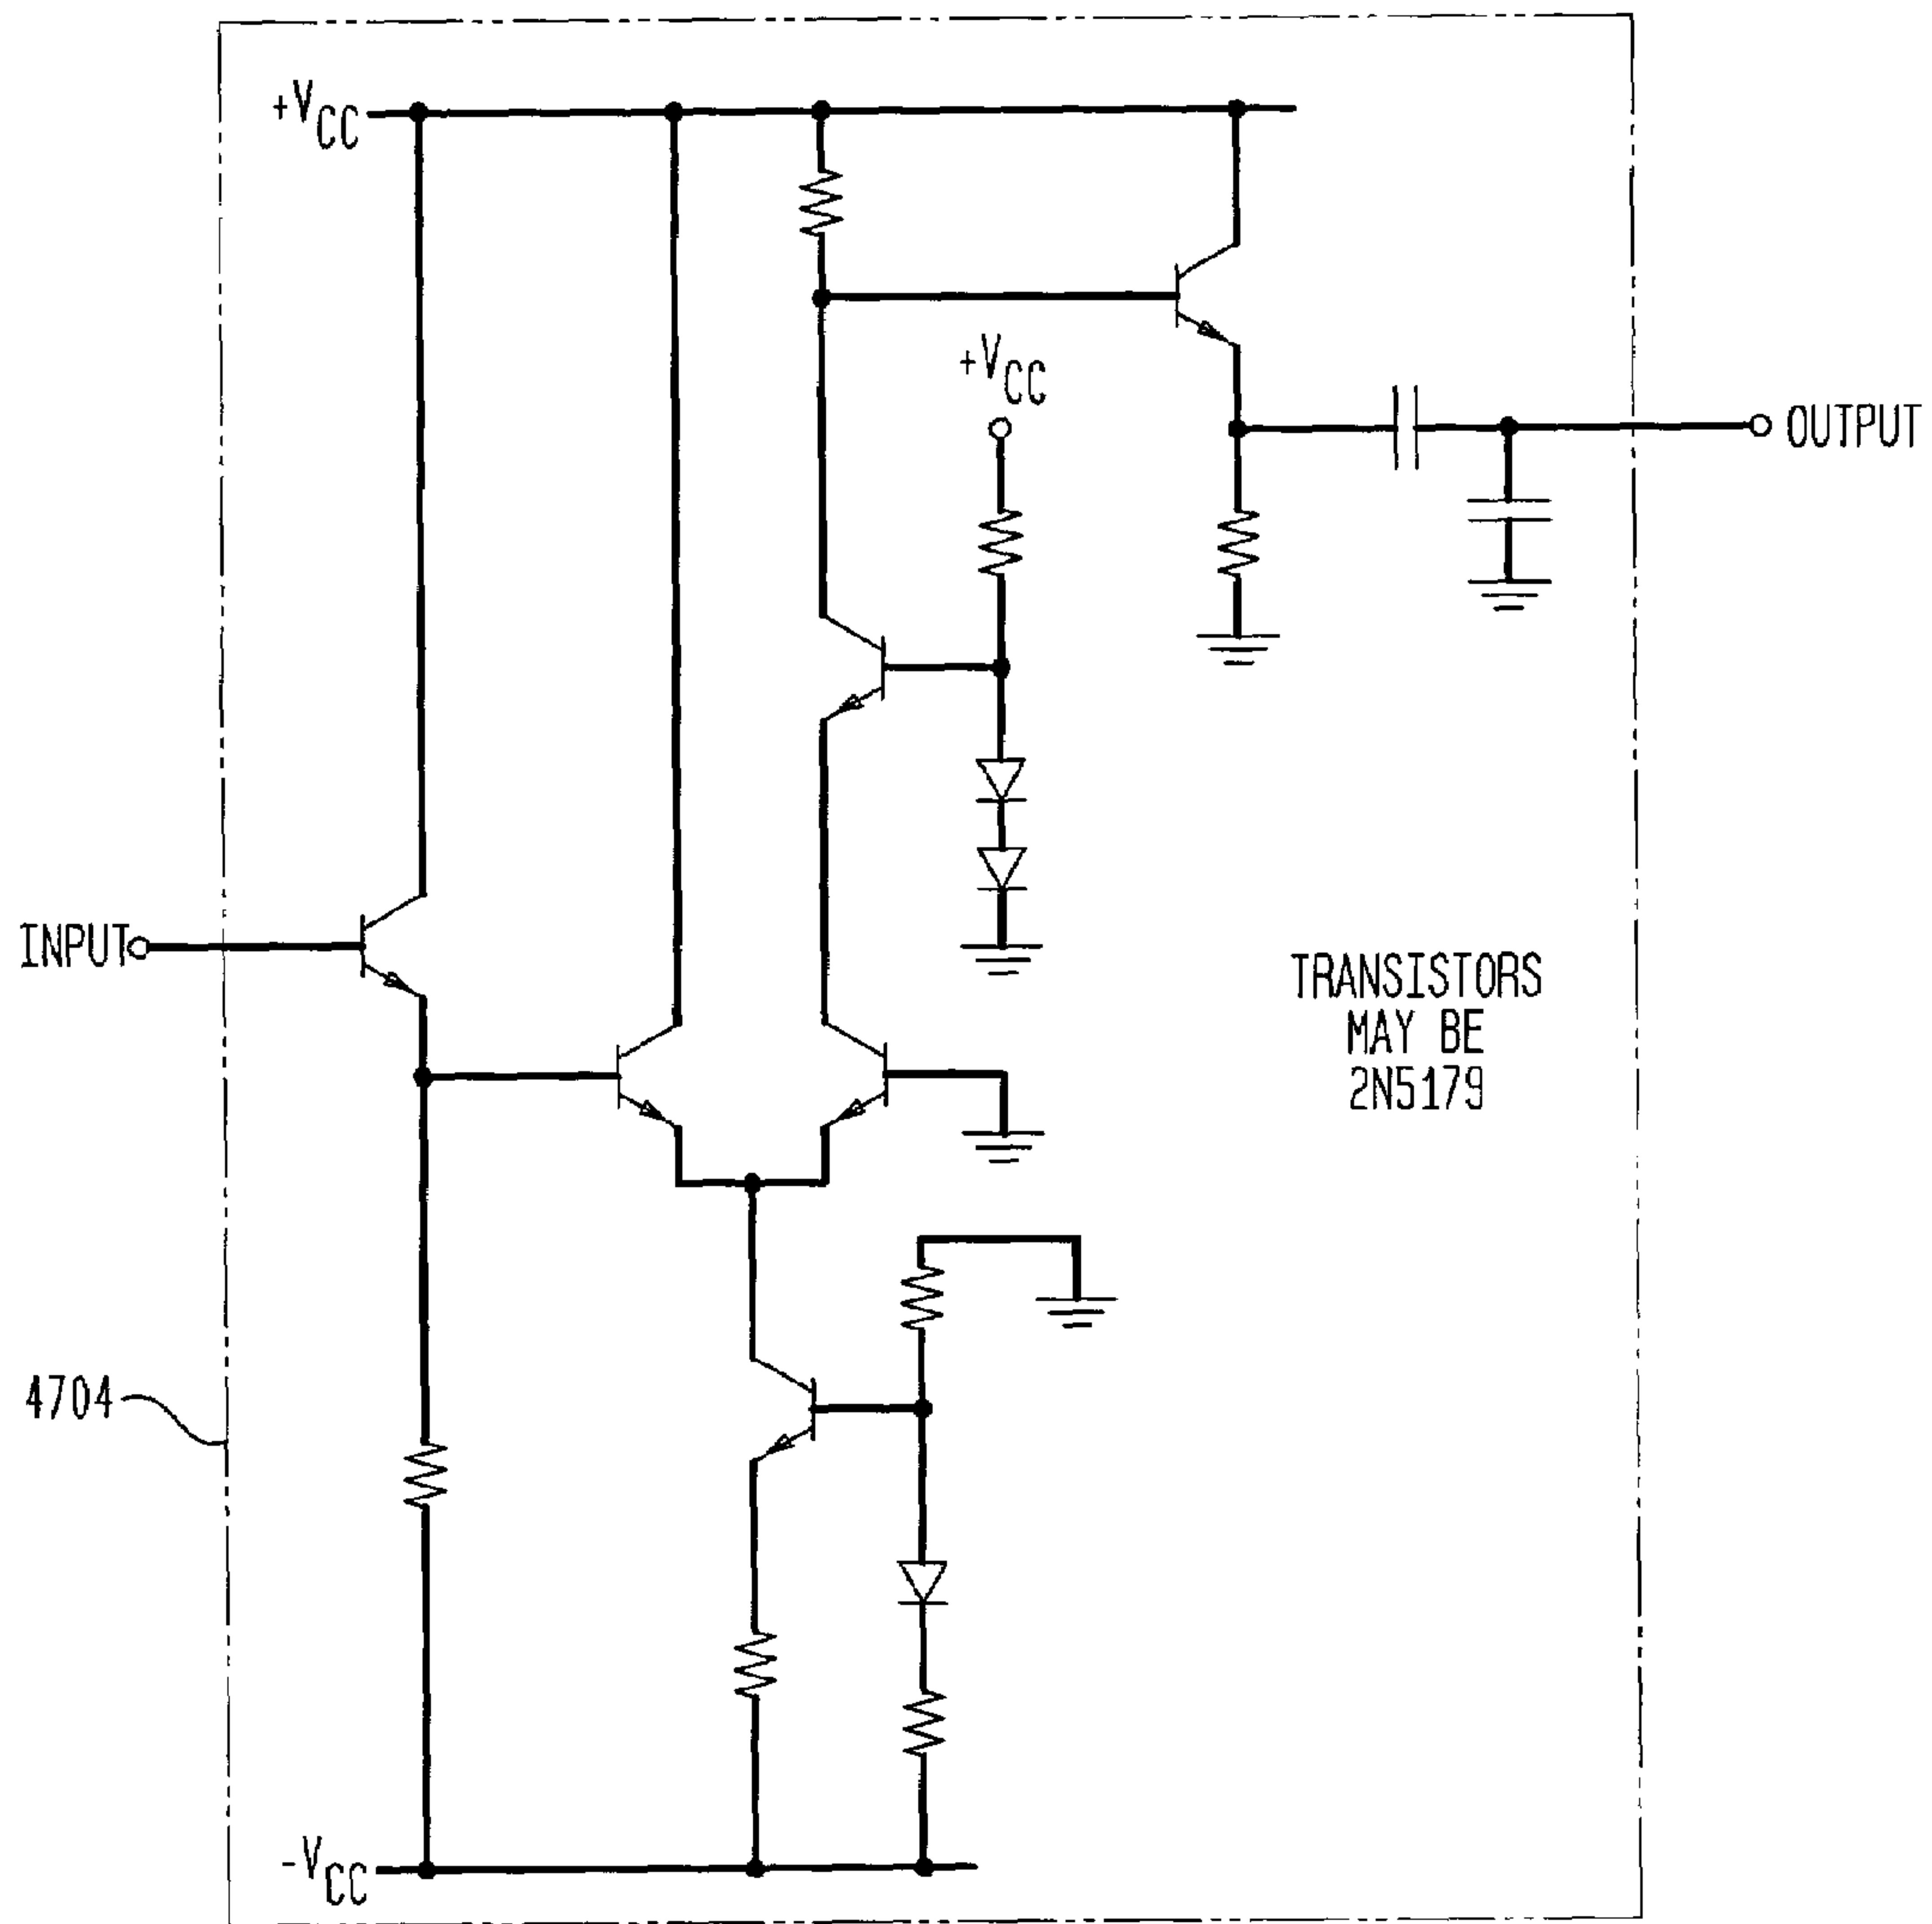 +VCC
+VCC
OUTPUT
INPUT
TRANSISTORS
MAY BE
2N5179
4704
-VCC